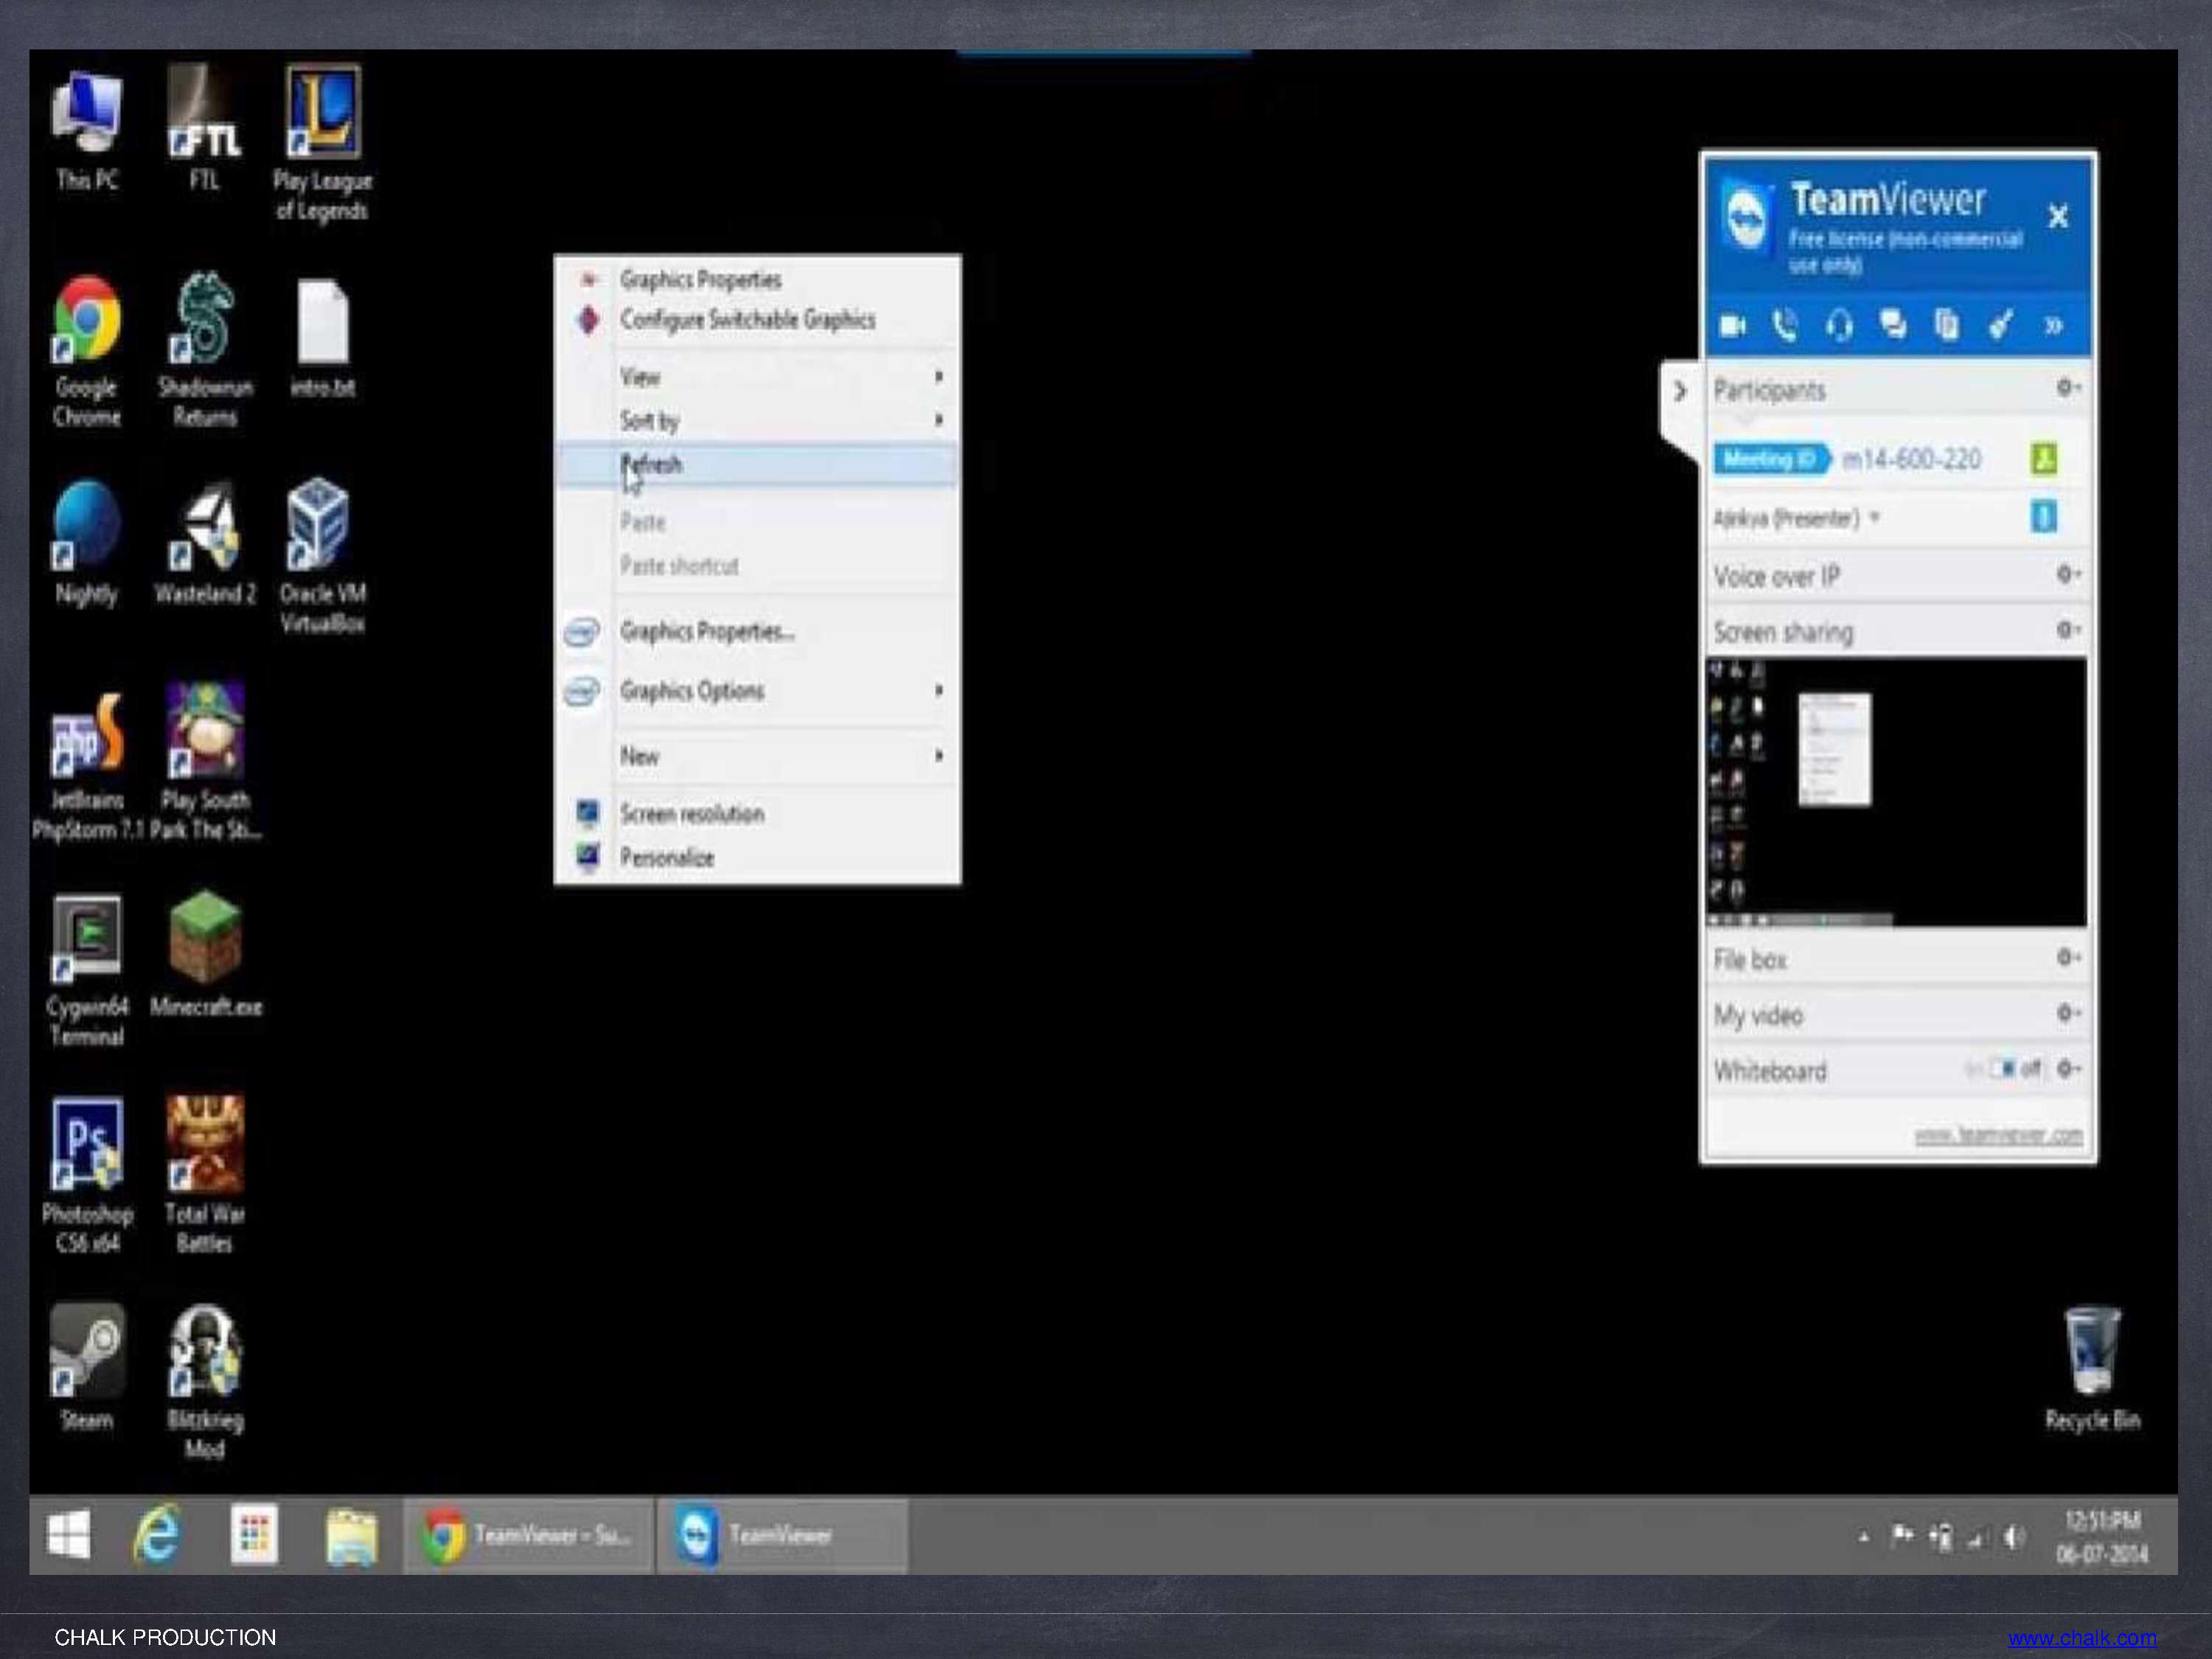 This PC
FTL
FTL
L
Play League
of Legends
Google
Chrome
Shadowrun
Returns
intro.txt
Nightly
Wasteland 2
Oracle VM
VirtualBox
php
JetBrains
PhpStorm 7.1
Play South
Park The Sti...
Cygwin64
Terminal
Minecraft.exe
Ps
Photoshop
CS6 x64
Total War
Battles
Steam
Blitzkrieg
Mod
Graphics Properties
Configure Switchable Graphics
View
Sort by
Refresh
Paste
Paste shortcut
Graphics Properties...
Graphics Options
New
Screen resolution
Personalize
TeamViewer
Free license (non-commercial
use only)
Participants
Meeting ID
m14-600-220
Ajinkya (Presenter)
Voice over IP
Screen sharing
File box
My video
Whiteboard
off
www.teamviewer.com
Recycle Bin
TeamViewer - Su...
TeamViewer
12:51 PM
06-07-2014
CHALK PRODUCTION
www.chalk.com